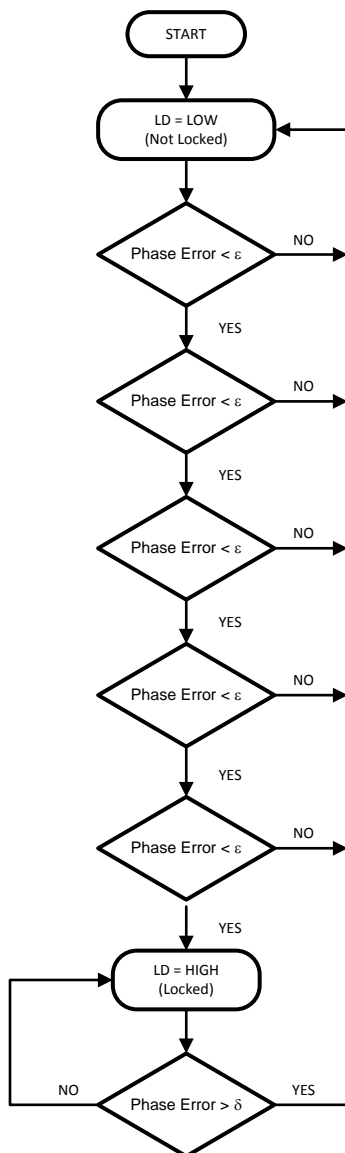 START
LD = LOW
(Not Locked)
Phase Error < ε
NO
YES
Phase Error < ε
NO
YES
Phase Error < ε
NO
YES
Phase Error < ε
NO
YES
Phase Error < ε
NO
YES
LD = HIGH
(Locked)
NO
Phase Error > δ
YES